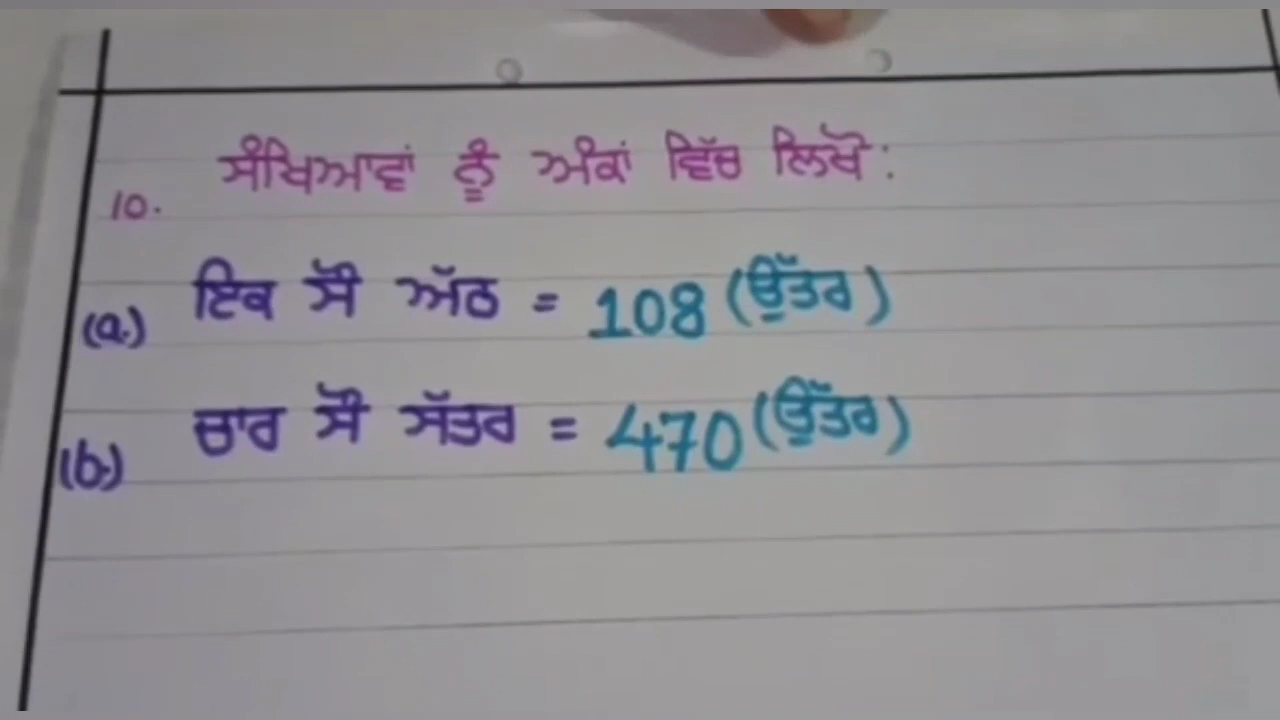 10. ਸੰਖਿਆਵਾਂ ਨੂੰ ਅੰਕਾਂ ਵਿੱਚ ਲਿਖੋ :
(a.) ਇਕ ਸੌ ਅੱਠ = 108 (ਉੱਤਰ)
(b.) ਚਾਰ ਸੌ ਸੱਤਰ = 470 (ਉੱਤਰ)